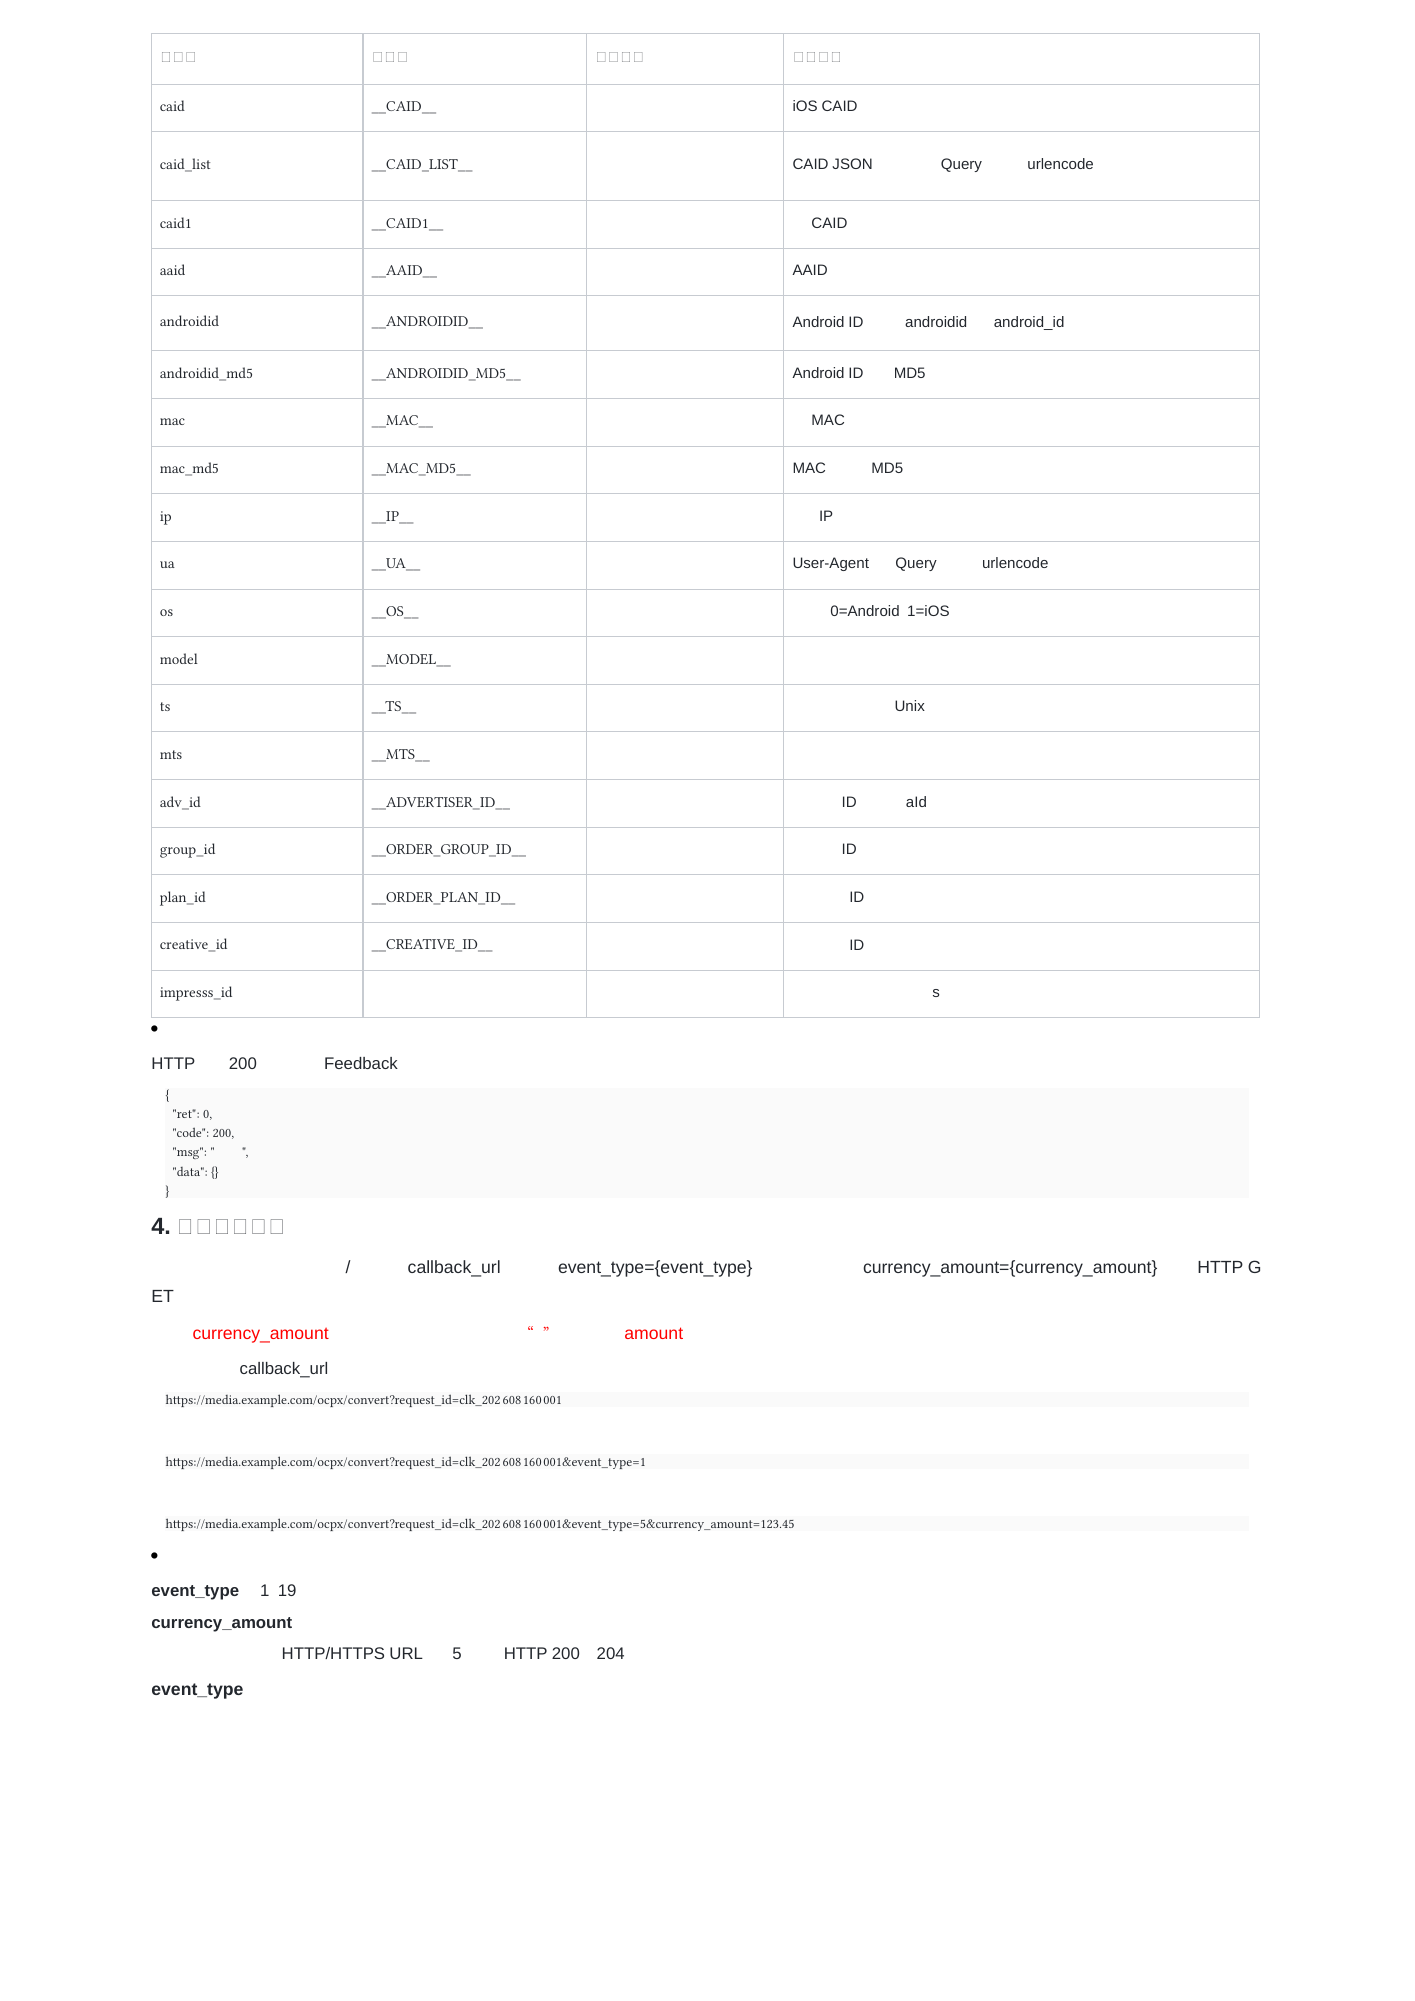 caid __CAID__ iOS CAID
caid_list __CAID_LIST__ CAID JSON Query urlencode
caid1 __CAID1__ CAID
aaid __AAID__ AAID
androidid __ANDROIDID__ Android ID androidid android_id
androidid_md5 __ANDROIDID_MD5__ Android ID MD5
mac __MAC__ MAC
mac_md5 __MAC_MD5__ MAC MD5
ip __IP__ IP
ua __UA__ User-Agent Query urlencode
os __OS__ 0=Android 1=iOS
model __MODEL__
ts __TS__ Unix
mts __MTS__
adv_id __ADVERTISER_ID__ ID aId
group_id __ORDER_GROUP_ID__ ID
plan_id __ORDER_PLAN_ID__ ID
creative_id __CREATIVE_ID__ ID
impresss_id s
•
HTTP 200 Feedback
{
"ret": 0,
"code": 200,
"msg": " ",
"data": {}
}
4.
/ callback_url event_type={event_type} currency_amount={currency_amount} HTTP G
ET
currency_amount “ ” amount
callback_url
https://media.example.com/ocpx/convert?request_id=clk_202608160001
https://media.example.com/ocpx/convert?request_id=clk_202608160001&event_type=1
https://media.example.com/ocpx/convert?request_id=clk_202608160001&event_type=5&currency_amount=123.45
•
event_type 1 19
currency_amount
HTTP/HTTPS URL 5 HTTP 200 204
event_type